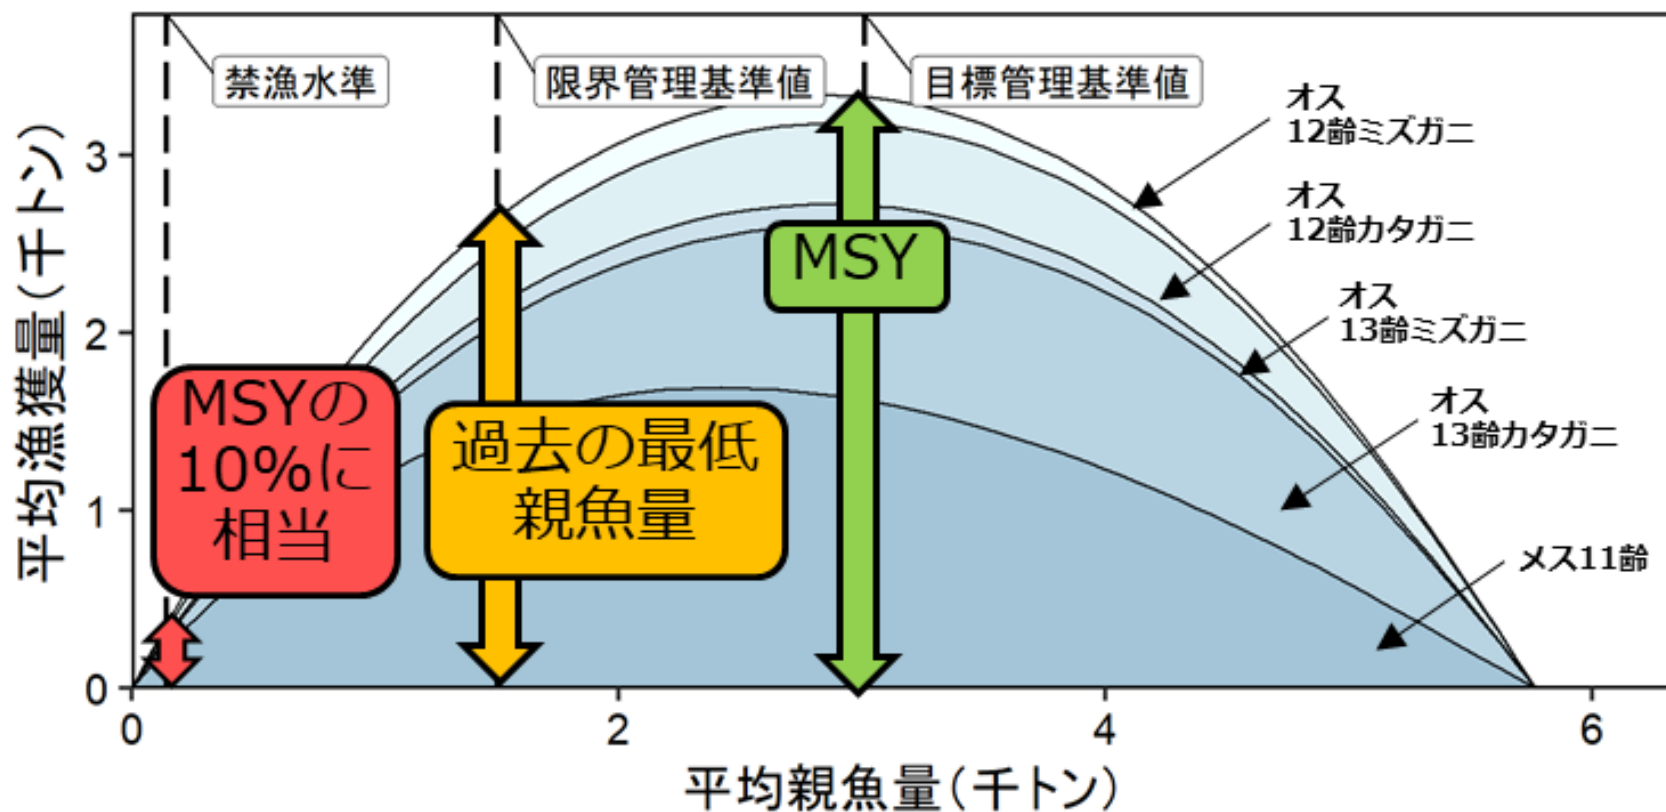 禁漁水準
限界管理基準値
目標管理基準値
オス
12齢ミズガニ
オス
12齢カタガニ
オス
13齢ミズガニ
オス
13齢カタガニ
メス11齢
MSY
過去の最低
親魚量
MSYの
10%に
相当
平均漁獲量(千トン)
3
2
1
0
0
2
4
6
平均親魚量(千トン)